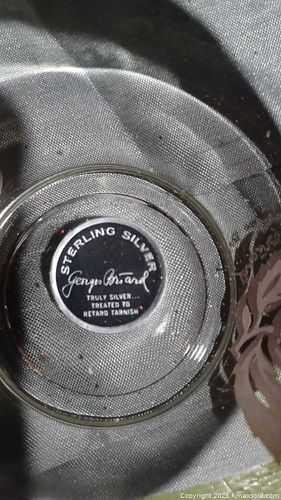 STERLING SILVER
Georges Briard
TRULY SILVER...
TREATED TO
RETARD TARNISH
Copyright 2025 maxsold.com